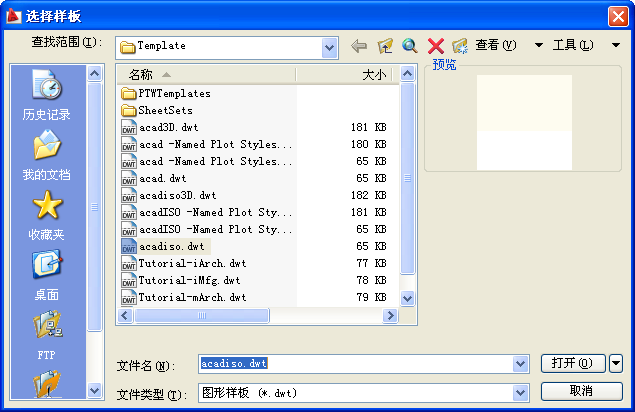 选择样板
查找范围(I): Template 查看(V) 工具(L)
名称 大小 预览
PTWTemplates
SheetSets
acad3D.dwt 181 KB
acad -Named Plot Styles... 180 KB
acad -Named Plot Styles... 65 KB
acad.dwt 65 KB
acadiso3D.dwt 182 KB
acadISO -Named Plot Sty... 181 KB
acadISO -Named Plot Sty... 65 KB
acadiso.dwt 65 KB
Tutorial-iArch.dwt 77 KB
Tutorial-iMfg.dwt 78 KB
Tutorial-mArch.dwt 79 KB
历史记录
我的文档
收藏夹
桌面
FTP
文件名(N): acadiso.dwt 打开(O)
文件类型(T): 图形样板 (*.dwt) 取消